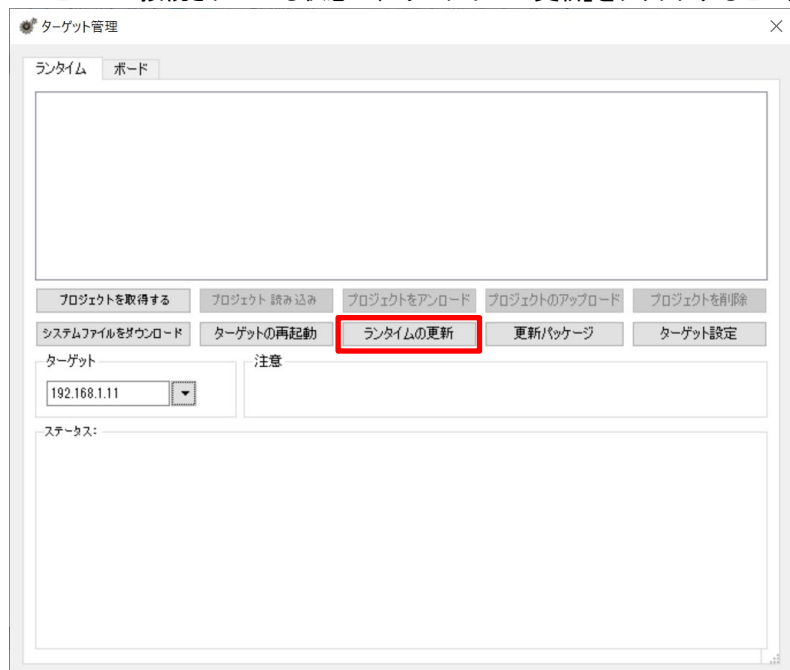 ターゲット管理
ランタイム ボード
プロジェクトを取得する プロジェクト 読み込み プロジェクトをアンロード プロジェクトのアップロード プロジェクトを削除
システムファイルをダウンロード ターゲットの再起動 ランタイムの更新 更新パッケージ ターゲット設定
ターゲット 注意
192.168.1.11
ステータス: